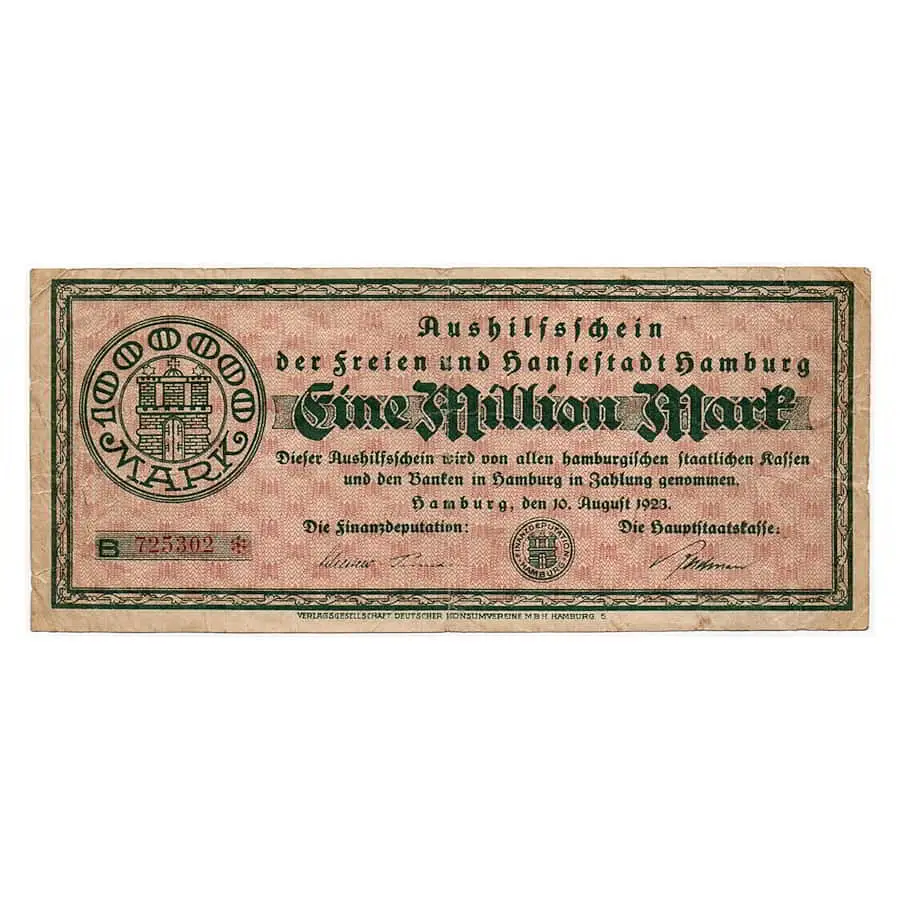 1000000
MARK
Aushilfsschein
der Freien und Hansestadt Hamburg
Eine Million Mark
Dieser Aushilfsschein wird von allen hamburgischen staatlichen Kassen
und den Banken in Hamburg in Zahlung genommen.
Hamburg, den 10. August 1923.
Die Finanzdeputation:
Die Hauptstaatskasse:
B 725302 *
FINANZDEPUTATION
HAMBURG
VERLAGSGESELLSCHAFT DEUTSCHER KONSUMVEREINE M.B.H. HAMBURG 5.